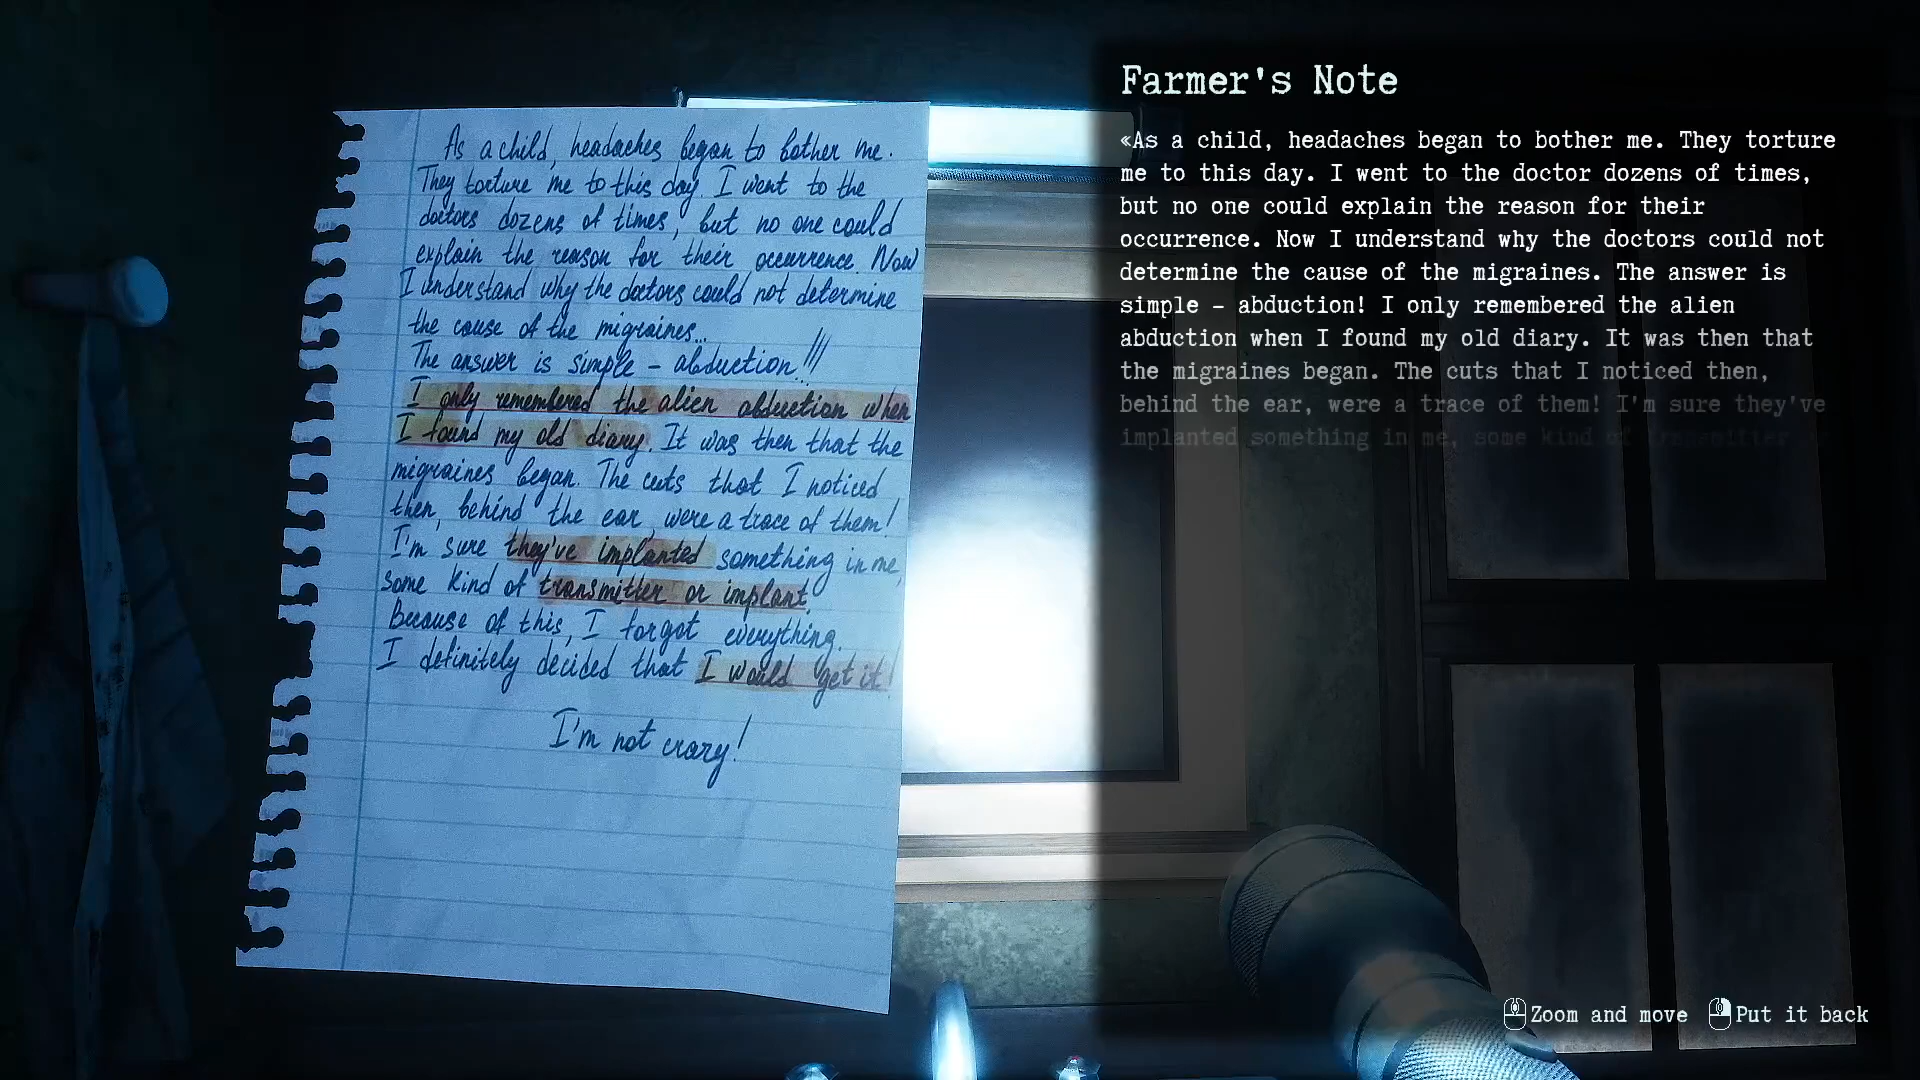 As a child, headaches began to bother me.
They torture me to this day. I went to the
doctors dozens of times, but no one could
explain the reason for their occurrence. Now
I understand why the doctors could not determine
the cause of the migraines...
The answer is simple - abduction...!!!
I only remembered the alien abduction when
I found my old diary. It was then that the
migraines began. The cuts that I noticed
then, behind the ear, were a trace of them!
I'm sure they've implanted something in me,
some kind of transmitter or implant.
Because of this, I forgot everything.
I definitely decided that I would get it!
I'm not crazy!
Farmer's Note
«As a child, headaches began to bother me. They torture
me to this day. I went to the doctor dozens of times,
but no one could explain the reason for their
occurrence. Now I understand why the doctors could not
determine the cause of the migraines. The answer is
simple – abduction! I only remembered the alien
abduction when I found my old diary. It was then that
the migraines began. The cuts that I noticed then,
behind the ear, were a trace of them! I'm sure they've
implanted something in me, some kind of transmitter
Zoom and move
Put it back